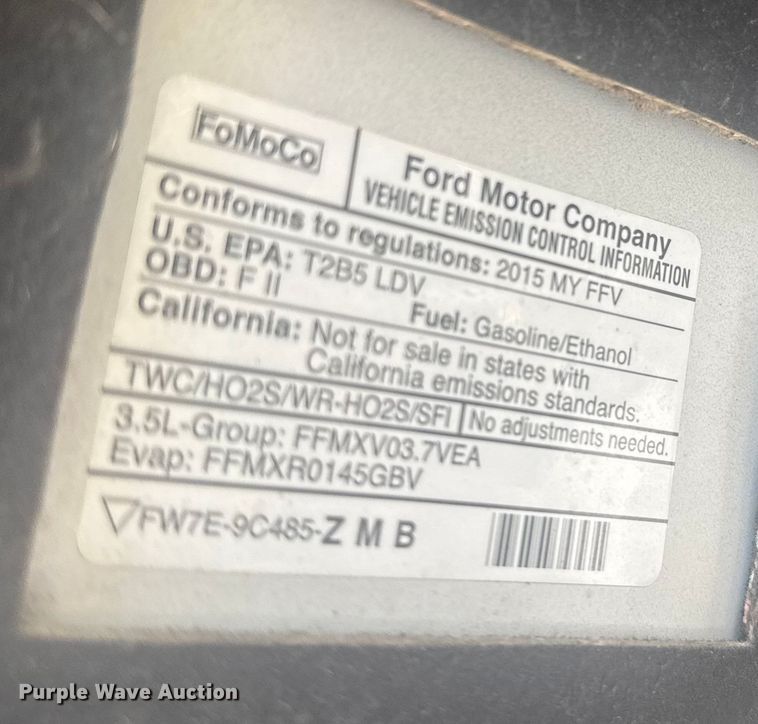 FoMoCo
Ford Motor Company
VEHICLE EMISSION CONTROL INFORMATION
Conforms to regulations: 2015 MY FFV
U.S. EPA: T2B5 LDV
OBD: F II
Fuel: Gasoline/Ethanol
California: Not for sale in states with
California emissions standards.
TWC/HO2S/WR-HO2S/SFI No adjustments needed.
3.5L-Group: FFMXV03.7VEA
Evap: FFMXR0145GBV
FW7E-9C485-Z M B
Purple Wave Auction